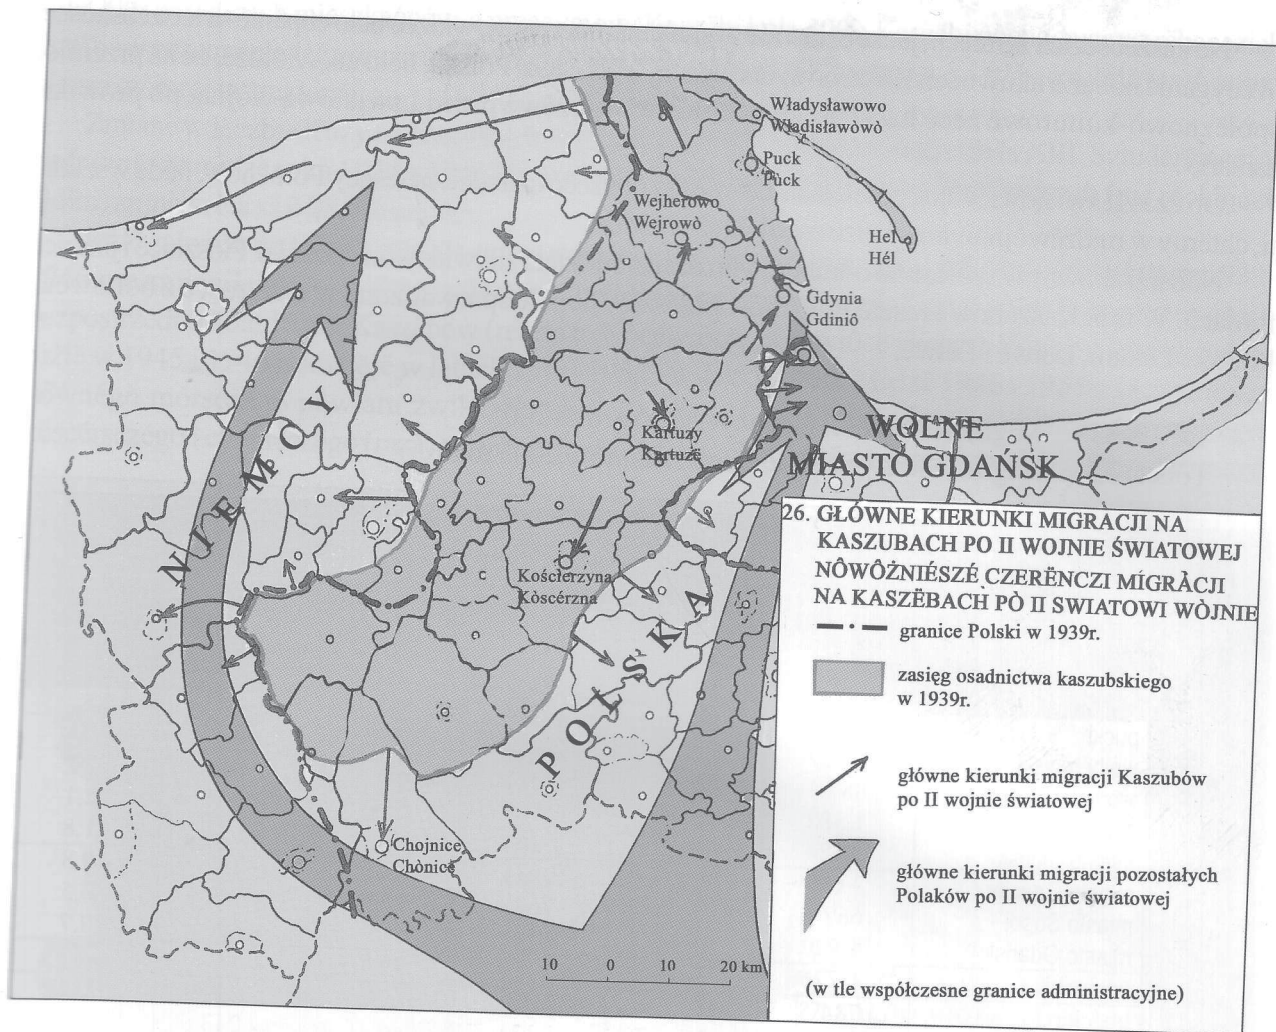 Władysławowo
Władisławòwò
Puck
Pùck
Wejherowo
Wejrowò
Hel
Hél
Gdynia
Gdiniô
Kartuzy
Kartuzë
WOLNE
MIASTO GDAŃSK
NIEMCY
Kościerzyna
Kòscérzna
POLSKA
Chojnice
Chònice
10 0 10 20 km
26. GŁÓWNE KIERUNKI MIGRACJI NA
KASZUBACH PO II WOJNIE ŚWIATOWEJ
NÔWÔŻNIÉSZÉ CZERËNCZI MÍGRÀCJI
NA KASZËBACH PÒ II SWIATOWI WÒJNIE
granice Polski w 1939r.
zasięg osadnictwa kaszubskiego
w 1939r.
główne kierunki migracji Kaszubów
po II wojnie światowej
główne kierunki migracji pozostałych
Polaków po II wojnie światowej
(w tle współczesne granice administracyjne)